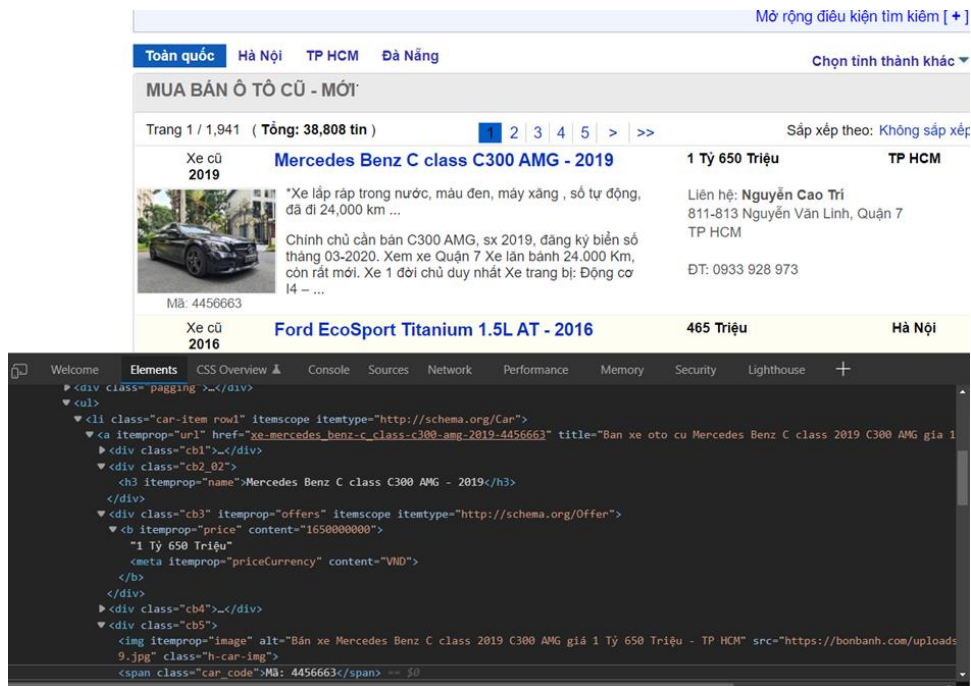 Mở rộng điều kiện tìm kiếm [ + ]
Toàn quốc Hà Nội TP HCM Đà Nẵng Chọn tỉnh thành khác
MUA BÁN Ô TÔ CŨ - MỚI
Trang 1 / 1,941 ( Tổng: 38,808 tin ) 1 2 3 4 5 > >> Sắp xếp theo: Không sắp xếp
Xe cũ Mercedes Benz C class C300 AMG - 2019 1 Tỷ 650 Triệu TP HCM
2019
*Xe lắp ráp trong nước, màu đen, máy xăng , số tự động,
đã đi 24,000 km ...
Chính chủ cần bán C300 AMG, sx 2019, đăng ký biển số
tháng 03-2020. Xem xe Quận 7 Xe lăn bánh 24.000 Km,
còn rất mới. Xe 1 đời chủ duy nhất Xe trang bị: Động cơ
I4 – ...
Liên hệ: Nguyễn Cao Trí
811-813 Nguyễn Văn Linh, Quận 7
TP HCM
ĐT: 0933 928 973
Mã: 4456663
Xe cũ Ford EcoSport Titanium 1.5L AT - 2016 465 Triệu Hà Nội
2016
Welcome Elements CSS Overview Console Sources Network Performance Memory Security Lighthouse +
<div class="pagging">…</div>
<ul>
<li class="car-item row1" itemscope itemtype="http://schema.org/Car">
<a itemprop="url" href="xe-mercedes_benz-c_class-c300-amg-2019-4456663" title="Ban xe oto cu Mercedes Benz C class 2019 C300 AMG gia 1
<div class="cb1">…</div>
<div class="cb2_02">
<h3 itemprop="name">Mercedes Benz C class C300 AMG - 2019</h3>
</div>
<div class="cb3" itemprop="offers" itemscope itemtype="http://schema.org/Offer">
<b itemprop="price" content="1650000000">
"1 Tỷ 650 Triệu"
<meta itemprop="priceCurrency" content="VND">
</b>
</div>
<div class="cb4">…</div>
<div class="cb5">
<img itemprop="image" alt="Bán xe Mercedes Benz C class 2019 C300 AMG giá 1 Tỷ 650 Triệu - TP HCM" src="https://bonbanh.com/uploads
9.jpg" class="h-car-img">
<span class="car_code">Mã: 4456663</span> == $0